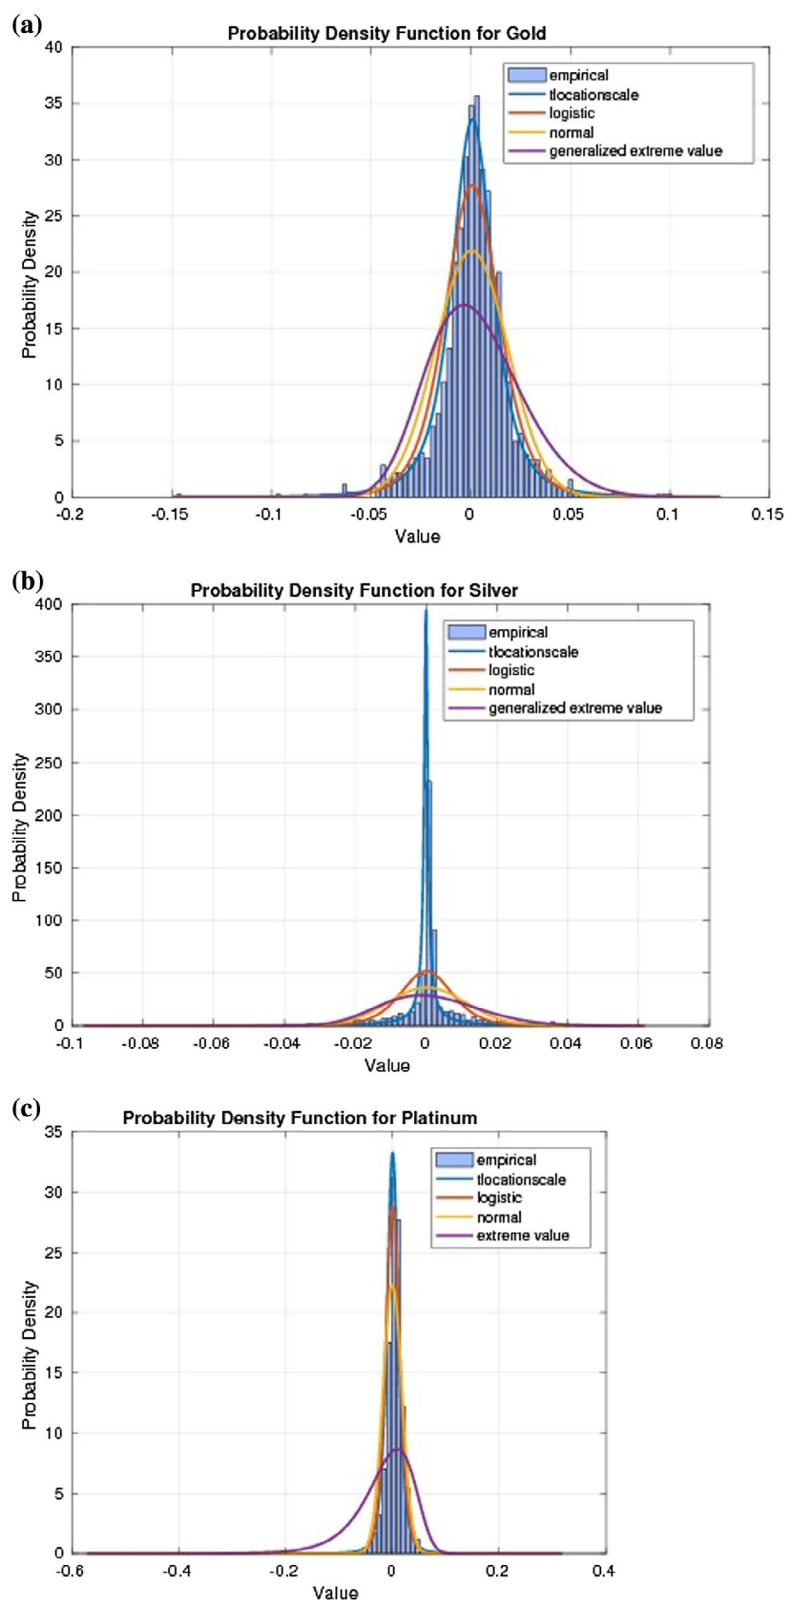 (a)
Probability Density Function for Gold
40
35
30
25
20
15
10
5
0
Probability Density
empirical
tlocationscale
logistic
normal
generalized extreme value
-0.2 -0.15 -0.1 -0.05 0 0.05 0.1 0.15
Value
(b)
Probability Density Function for Silver
400
350
300
250
200
150
100
50
0
Probability Density
empirical
tlocationscale
logistic
normal
generalized extreme value
-0.1 -0.08 -0.06 -0.04 -0.02 0 0.02 0.04 0.06 0.08
Value
(c)
Probability Density Function for Platinum
35
30
25
20
15
10
5
0
Probability Density
empirical
tlocationscale
logistic
normal
extreme value
-0.6 -0.4 -0.2 0 0.2 0.4
Value